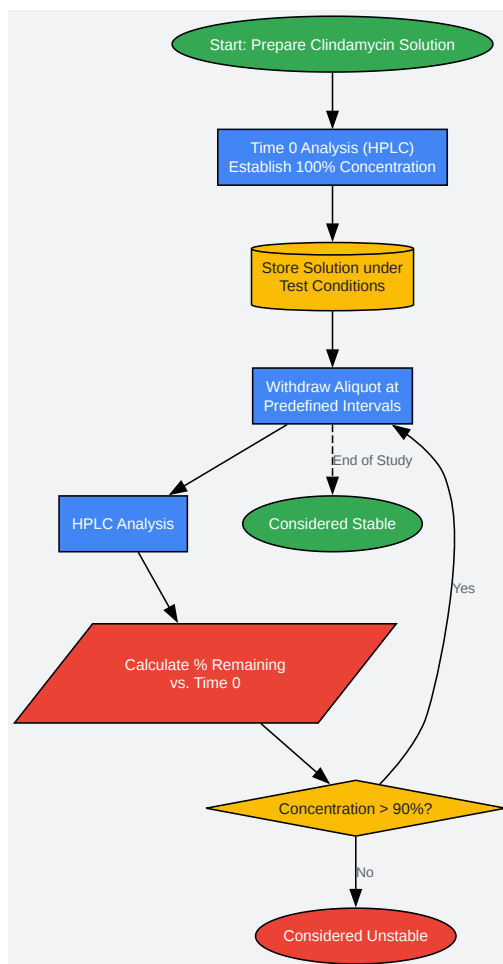 Start: Prepare Clindamycin Solution
Time 0 Analysis (HPLC)
Establish 100% Concentration
Store Solution under
Test Conditions
Withdraw Aliquot at
Predefined Intervals
End of Study
HPLC Analysis
Considered Stable
Yes
Calculate % Remaining
vs. Time 0
Concentration > 90%?
No
Considered Unstable